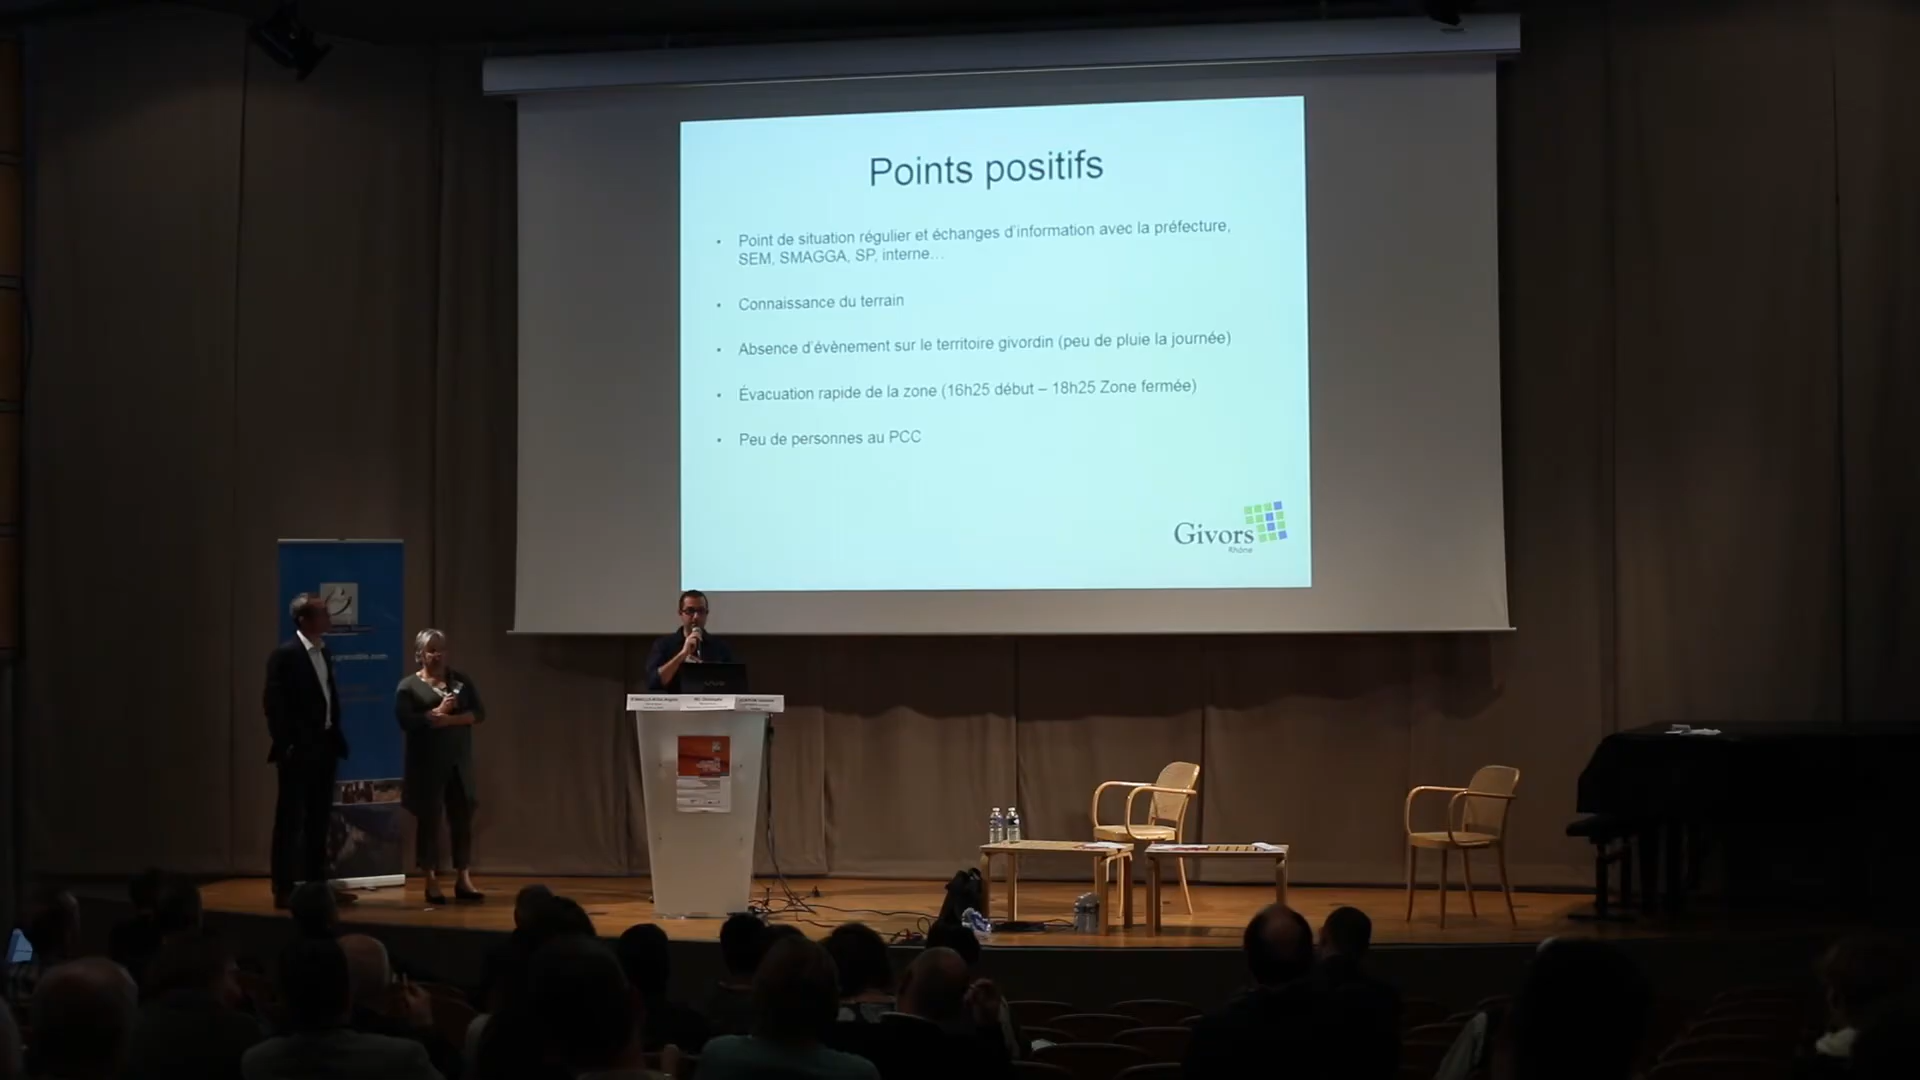 Points positifs
• Point de situation régulier et échanges d'information avec la préfecture,
SEM, SMAGGA, SP, interne…
• Connaissance du terrain
• Absence d'évènement sur le territoire givordin (peu de pluie la journée)
• Évacuation rapide de la zone (16h25 début – 18h25 Zone fermée)
• Peu de personnes au PCC
Givors
Rhône